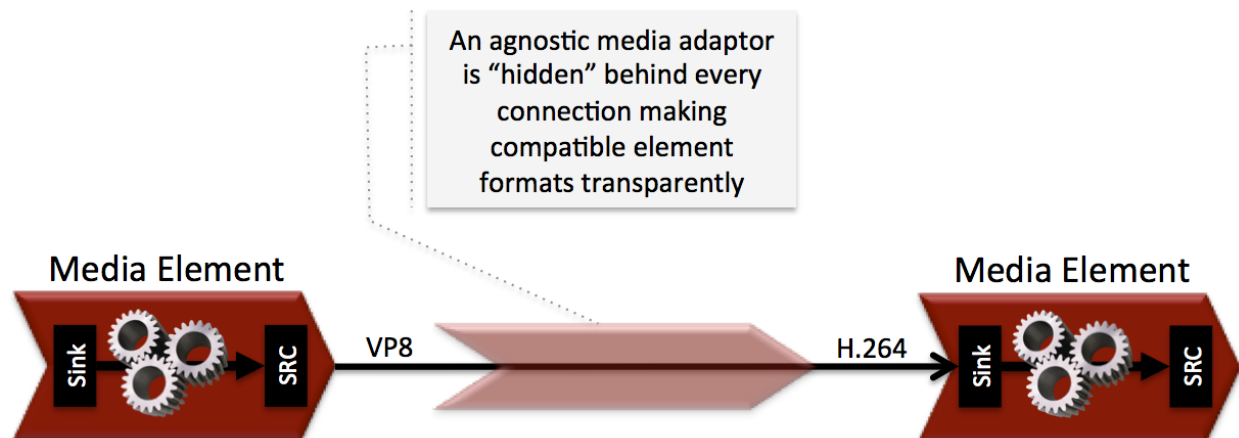 An agnostic media adaptor
is “hidden” behind every
connection making
compatible element
formats transparently
Media Element
Media Element
Sink
SRC
VP8
H.264
Sink
SRC